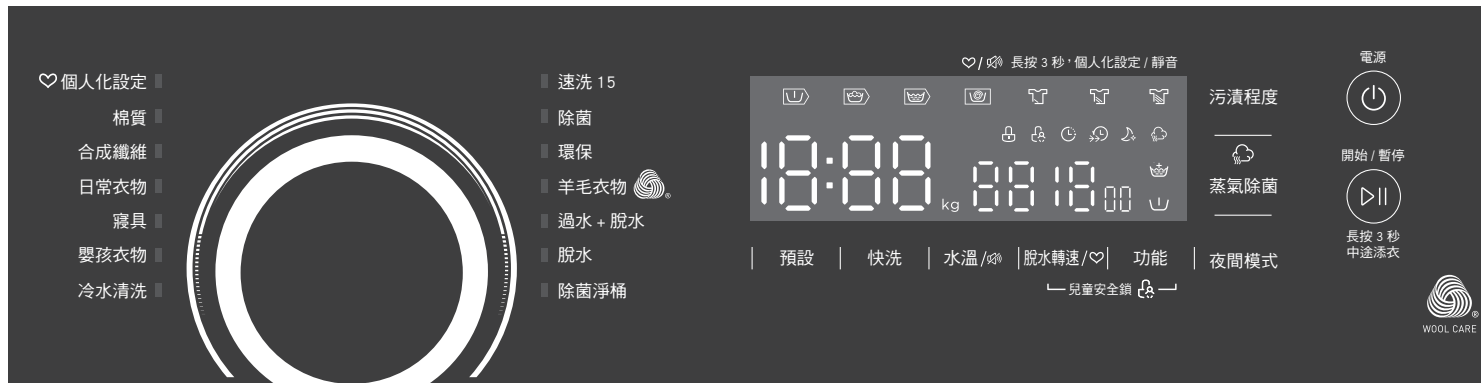 個人化設定
棉質
合成纖維
日常衣物
寢具
嬰孩衣物
冷水清洗
速洗 15
除菌
環保
羊毛衣物 ®
過水 + 脫水
脫水
除菌淨桶
/ 長按 3 秒，個人化設定 / 靜音
18:88
kg
8818
00
預設
快洗
水溫/
脫水轉速/
功能
兒童安全鎖
污漬程度
蒸氣除菌
夜間模式
電源
開始 / 暫停
長按 3 秒
中途添衣
®
WOOL CARE